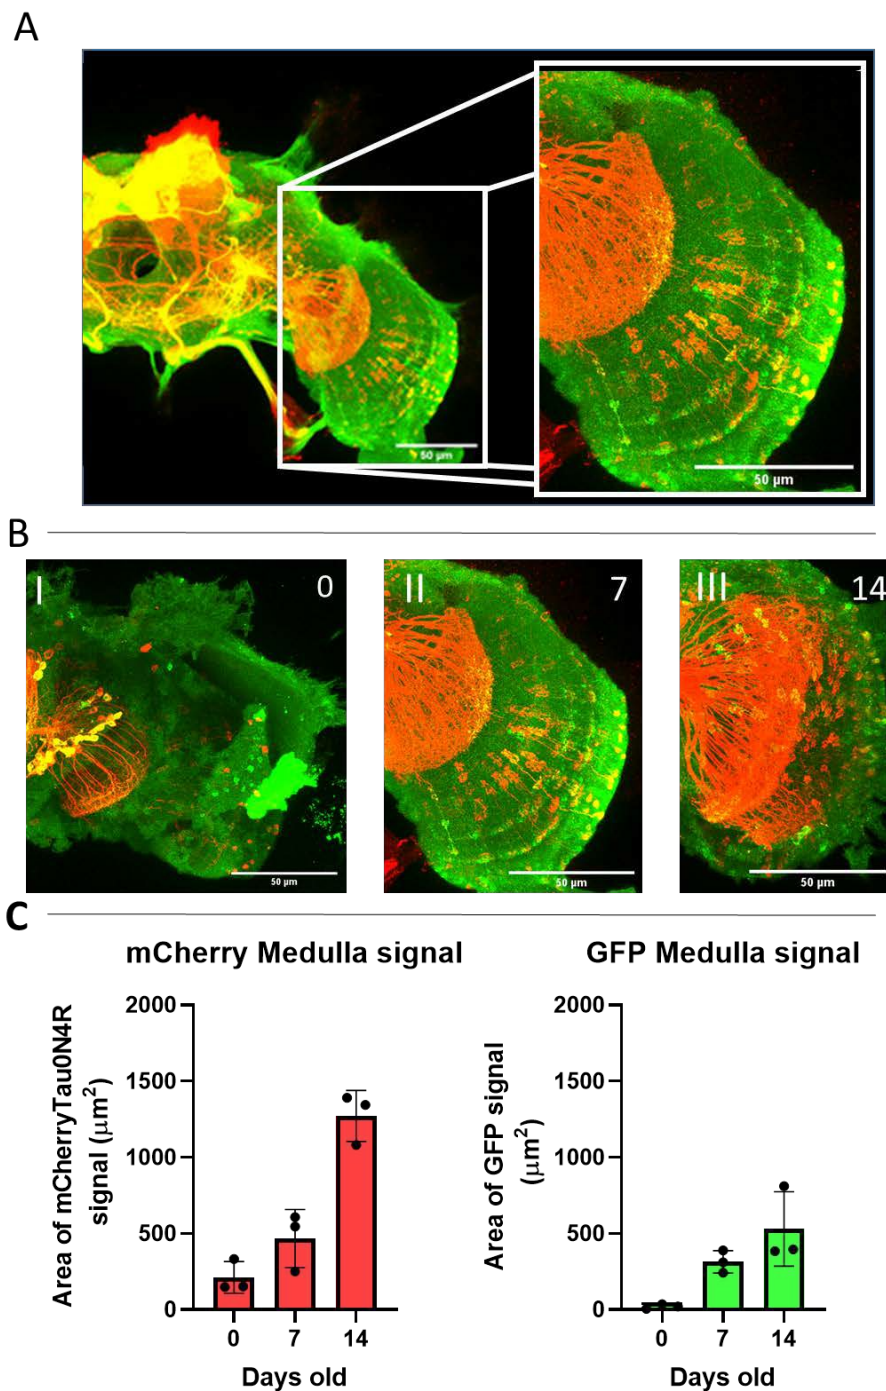 A
50 µm
50 µm
B
I
0
II
7
III
14
50 µm
50 µm
50 µm
C
mCherry Medulla signal
GFP Medulla signal
Area of mCherryTau0N4R
signal (µm²)
2000
1500
1000
500
0
0
7
14
Days old
Area of GFP signal
(µm²)
2000
1500
1000
500
0
0
7
14
Days old